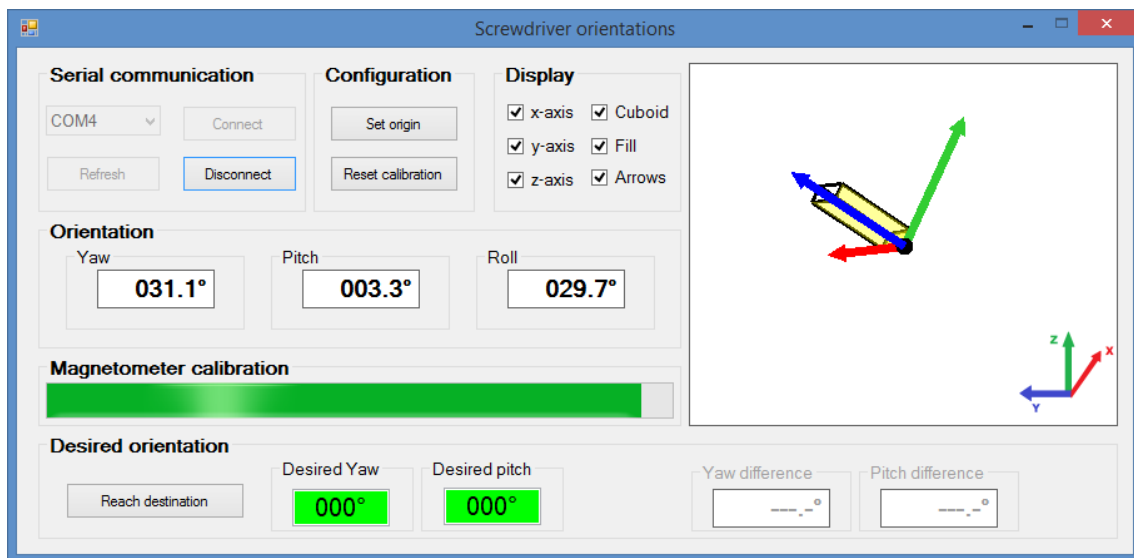 Screwdriver orientations
Serial communication
COM4
Connect
Refresh
Disconnect
Configuration
Set origin
Reset calibration
Display
x-axis
Cuboid
y-axis
Fill
z-axis
Arrows
Orientation
Yaw
031.1°
Pitch
003.3°
Roll
029.7°
Magnetometer calibration
Z
X
Y
Desired orientation
Reach destination
Desired Yaw
000°
Desired pitch
000°
Yaw difference
---.-°
Pitch difference
---.-°